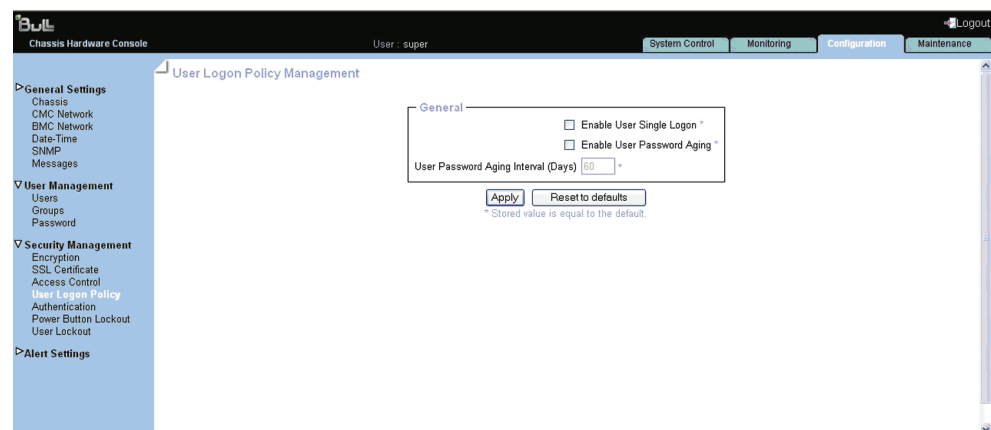 Bull
Logout
Chassis Hardware Console
User : super
System Control
Monitoring
Configuration
Maintenance
General Settings
Chassis
CMC Network
BMC Network
Date-Time
SNMP
Messages
User Management
Users
Groups
Password
Security Management
Encryption
SSL Certificate
Access Control
User Logon Policy
Authentication
Power Button Lockout
User Lockout
Alert Settings
User Logon Policy Management
General
Enable User Single Logon *
Enable User Password Aging *
User Password Aging Interval (Days) 60 *
Apply
Reset to defaults
* Stored value is equal to the default.